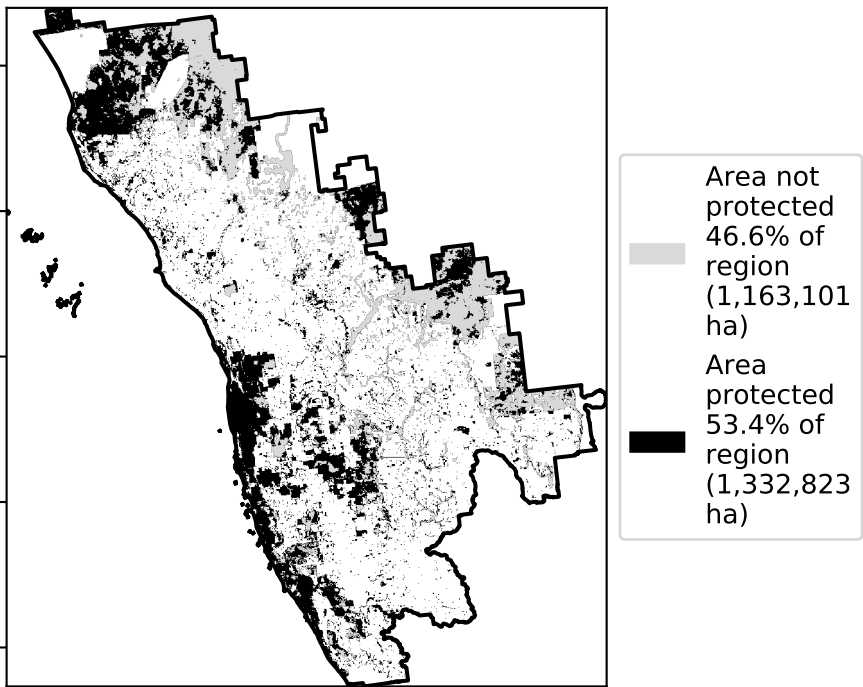 Area not
protected
46.6% of
region
(1,163,101
ha)
Area
protected
53.4% of
region
(1,332,823
ha)